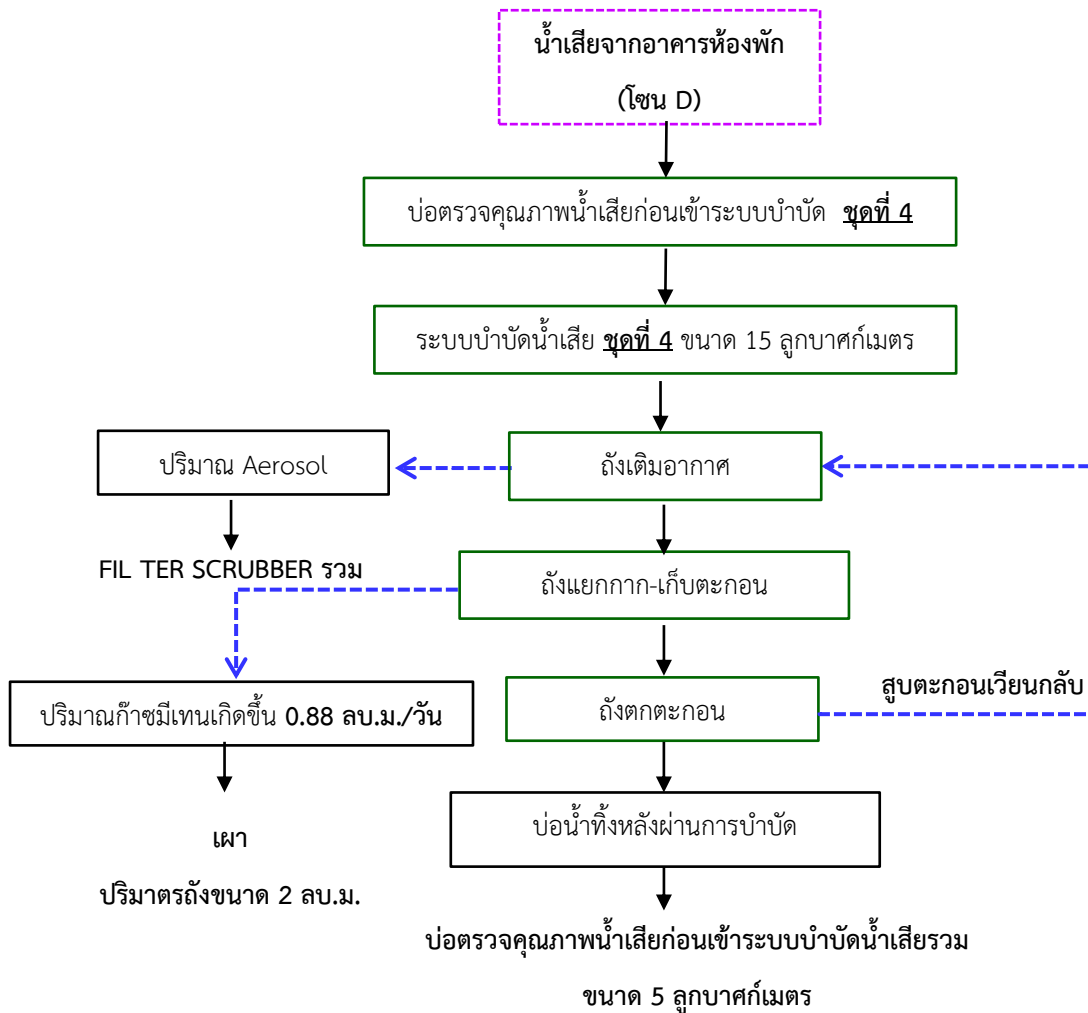 น้ำเสียจากอาคารห้องพัก
(โซน D)
บ่อตรวจคุณภาพน้ำเสียก่อนเข้าระบบบำบัด ชุดที่ 4
ระบบบำบัดน้ำเสีย ชุดที่ 4 ขนาด 15 ลูกบาศก์เมตร
ปริมาณ Aerosol
ถังเติมอากาศ
FIL TER SCRUBBER รวม
ถังแยกกาก-เก็บตะกอน
สูบตะกอนเวียนกลับ
ปริมาณก๊าซมีเทนเกิดขึ้น 0.88 ลบ.ม./วัน
ถังตกตะกอน
บ่อน้ำทิ้งหลังผ่านการบำบัด
เผา
ปริมาตรถังขนาด 2 ลบ.ม.
บ่อตรวจคุณภาพน้ำเสียก่อนเข้าระบบบำบัดน้ำเสียรวม
ขนาด 5 ลูกบาศก์เมตร